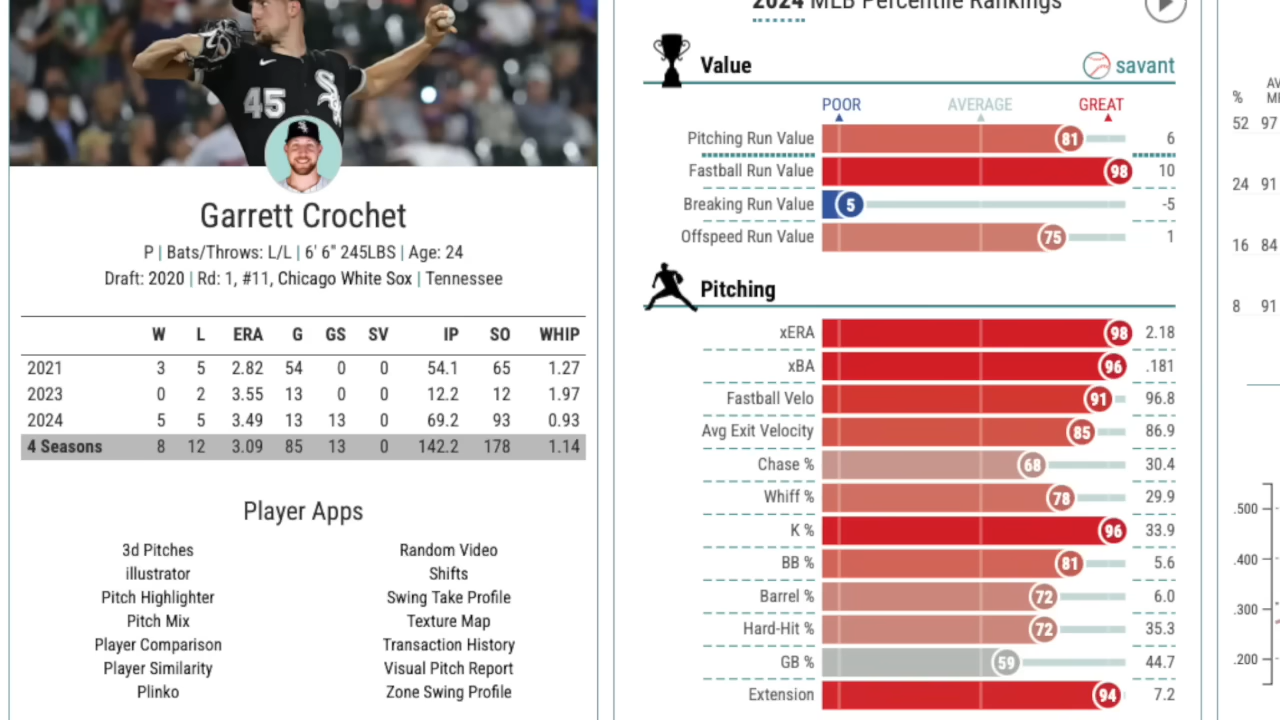 45
Garrett Crochet
P | Bats/Throws: L/L | 6' 6" 245LBS | Age: 24
Draft: 2020 | Rd: 1, #11, Chicago White Sox | Tennessee
W L ERA G GS SV IP SO WHIP
2021 3 5 2.82 54 0 0 54.1 65 1.27
2023 0 2 3.55 13 0 0 12.2 12 1.97
2024 5 5 3.49 13 13 0 69.2 93 0.93
4 Seasons 8 12 3.09 85 13 0 142.2 178 1.14
Player Apps
3d Pitches Random Video
illustrator Shifts
Pitch Highlighter Swing Take Profile
Pitch Mix Texture Map
Player Comparison Transaction History
Player Similarity Visual Pitch Report
Plinko Zone Swing Profile
2024 MLB Percentile Rankings
Value savant
POOR AVERAGE GREAT
Pitching Run Value 81 6
Fastball Run Value 98 10
Breaking Run Value 5 -5
Offspeed Run Value 75 1
Pitching
xERA 98 2.18
xBA 96 .181
Fastball Velo 91 96.8
Avg Exit Velocity 85 86.9
Chase % 68 30.4
Whiff % 78 29.9
K % 96 33.9
BB % 81 5.6
Barrel % 72 6.0
Hard-Hit % 72 35.3
GB % 59 44.7
Extension 94 7.2
%
52 97
24 91
16 84
8 91
.500
.400
.300
.200